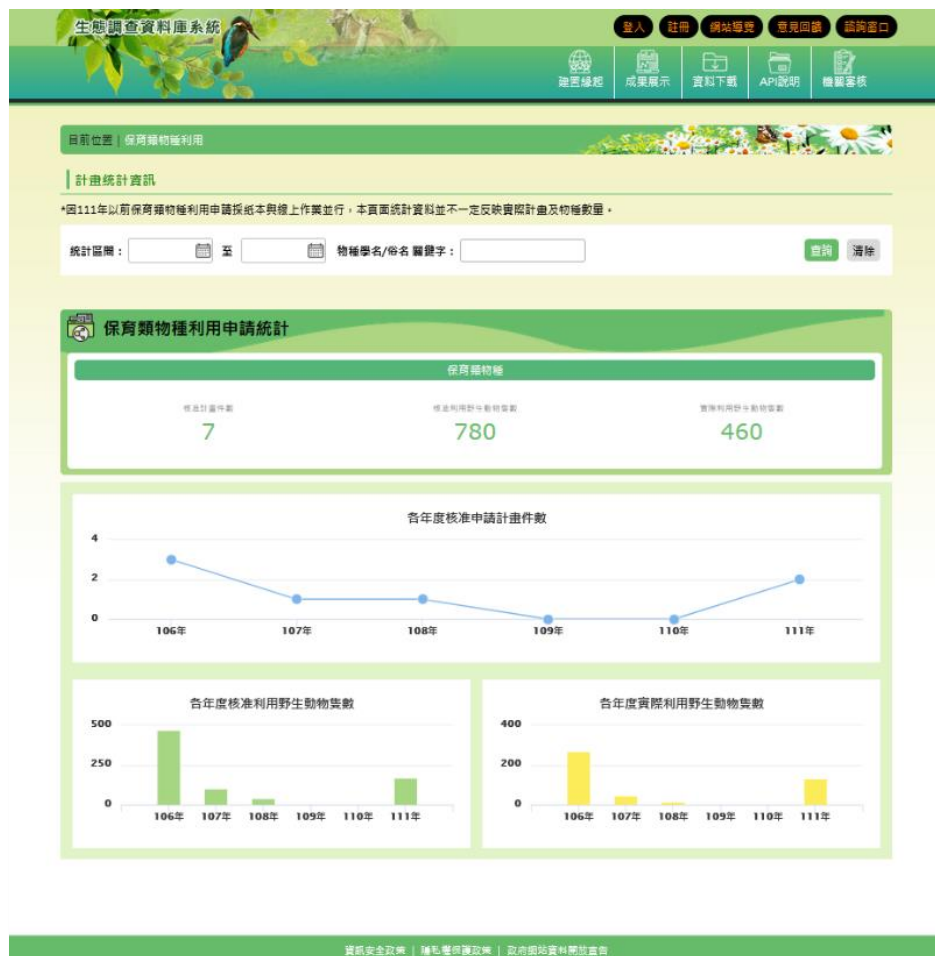 生態調查資料庫系統
登入 註冊 網站導覽 意見回饋 諮詢窗口
建置緣起 成果展示 資料下載 API說明 機關審核
目前位置 | 保育類物種利用
計畫統計資訊
*因111年以前保育類物種利用申請採紙本與線上作業並行，本頁面統計資料並不一定反映實際計畫及物種數量。
統計區間： 至 物種學名/俗名 關鍵字： 查詢 清除
保育類物種利用申請統計
保育類物種
核准計畫件數 核准利用野生動物隻數 實際利用野生動物隻數
7 780 460
各年度核准申請計畫件數
4
2
0
106年 107年 108年 109年 110年 111年
各年度核准利用野生動物隻數
500
250
0
106年 107年 108年 109年 110年 111年
各年度實際利用野生動物隻數
400
200
0
106年 107年 108年 109年 110年 111年
資訊安全政策 | 隱私權保護政策 | 政府網站資料開放宣告